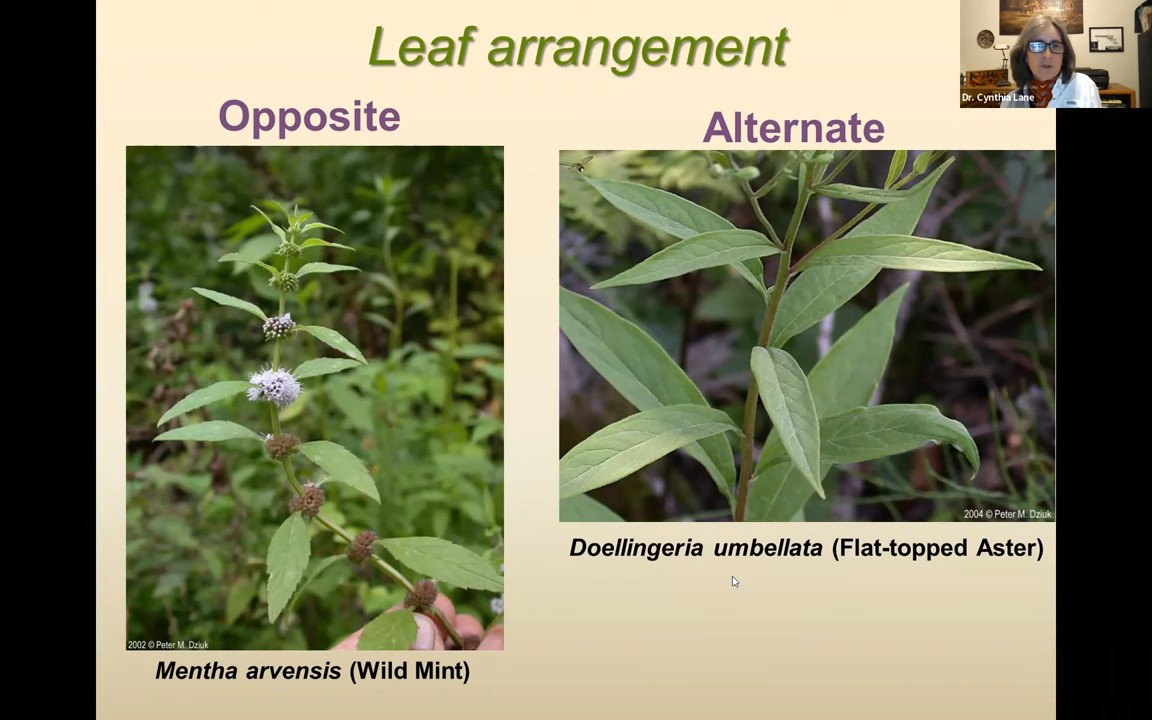 Leaf arrangement
Dr. Cynthia Lane
Opposite
Alternate
2004 © Peter M. Dziuk
Doellingeria umbellata (Flat-topped Aster)
2002 © Peter M. Dziuk
Mentha arvensis (Wild Mint)